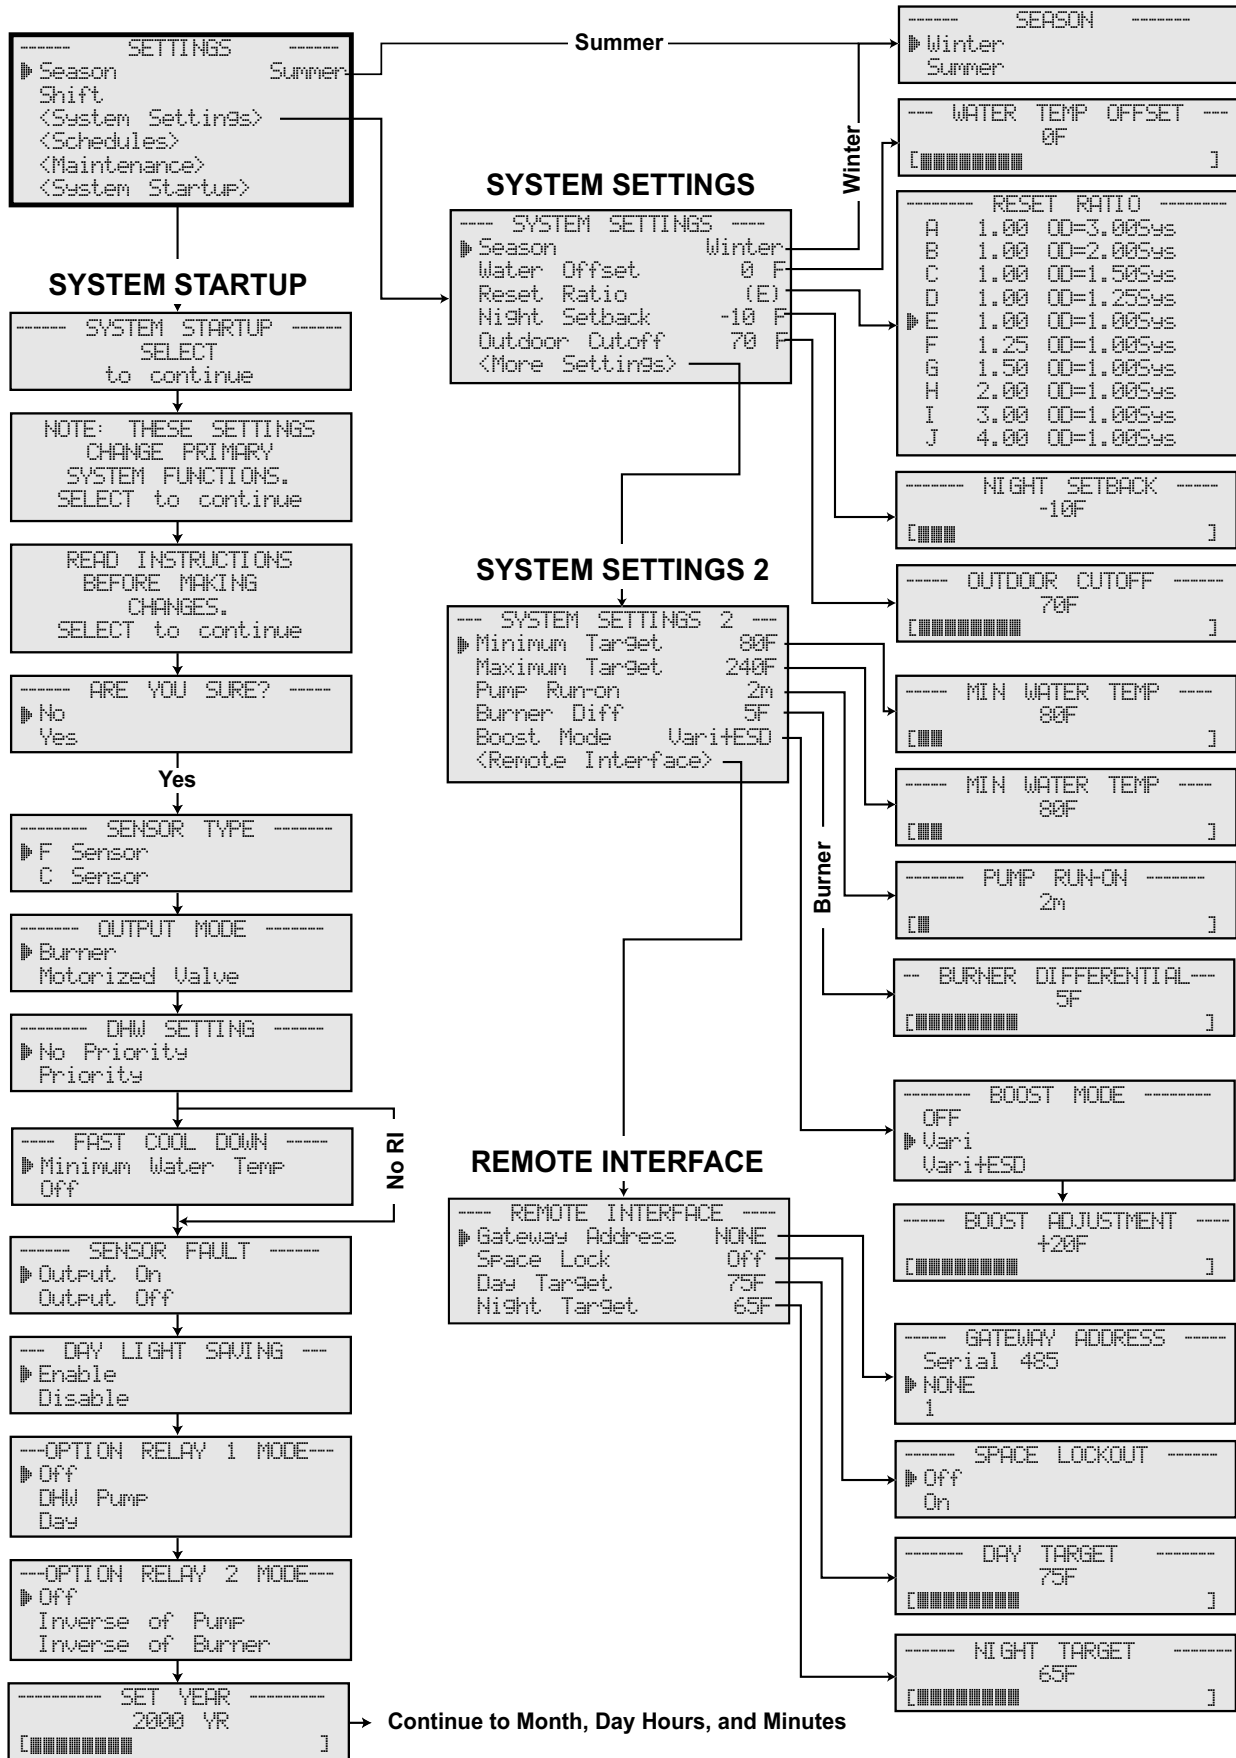 ------ SETTINGS ------
Season Summer
Shift
<System Settings>
<Schedules>
<Maintenance>
<System Startup>
SYSTEM STARTUP
------ SYSTEM STARTUP ------
SELECT
to continue
NOTE: THESE SETTINGS
CHANGE PRIMARY
SYSTEM FUNCTIONS.
SELECT to continue
READ INSTRUCTIONS
BEFORE MAKING
CHANGES.
SELECT to continue
------ ARE YOU SURE? -----
No
Yes
Yes
-------- SENSOR TYPE -------
F Sensor
C Sensor
------- OUTPUT MODE -------
Burner
Motorized Valve
-------- DHW SETTING ------
No Priority
Priority
No RI
---- FAST COOL DOWN -----
Minimum Water Temp
Off
------ SENSOR FAULT ------
Output On
Output Off
--- DAY LIGHT SAVING ---
Enable
Disable
---OPTION RELAY 1 MODE---
Off
DHW Pump
Day
---OPTION RELAY 2 MODE---
Off
Inverse of Pump
Inverse of Burner
---------- SET YEAR ---------
2000 YR
[ ]
Continue to Month, Day Hours, and Minutes
Summer
Winter
SYSTEM SETTINGS
---- SYSTEM SETTINGS ----
Season Winter
Water Offset 0 F
Reset Ratio (E)
Night Setback -10 F
Outdoor Cutoff 70 F
<More Settings>
SYSTEM SETTINGS 2
--- SYSTEM SETTINGS 2 ---
Minimum Target 80F
Maximum Target 240F
Pump Run-on 2m
Burner Diff 5F
Boost Mode Vari+ESD
<Remote Interface>
Burner
REMOTE INTERFACE
---- REMOTE INTERFACE ----
Gateway Address NONE
Space Lock Off
Day Target 75F
Night Target 65F
------ SEASON -------
Winter
Summer
--- WATER TEMP OFFSET ---
0F
[ ]
-------- RESET RATIO --------
A 1.00 OD=3.00Sys
B 1.00 OD=2.00Sys
C 1.00 OD=1.50Sys
D 1.00 OD=1.25Sys
E 1.00 OD=1.00Sys
F 1.25 OD=1.00Sys
G 1.50 OD=1.00Sys
H 2.00 OD=1.00Sys
I 3.00 OD=1.00Sys
J 4.00 OD=1.00Sys
------- NIGHT SETBACK -----
-10F
[ ]
----- OUTDOOR CUTOFF ------
70F
[ ]
----- MIN WATER TEMP ----
80F
[ ]
----- MIN WATER TEMP ----
80F
[ ]
------- PUMP RUN-ON -------
2m
[ ]
-- BURNER DIFFERENTIAL---
5F
[ ]
-------- BOOST MODE --------
OFF
Vari
Vari+ESD
----- BOOST ADJUSTMENT ----
+20F
[ ]
----- GATEWAY ADDRESS -----
Serial 485
NONE
1
------ SPACE LOCKOUT ------
Off
On
------- DAY TARGET -------
75F
[ ]
------ NIGHT TARGET -------
65F
[ ]